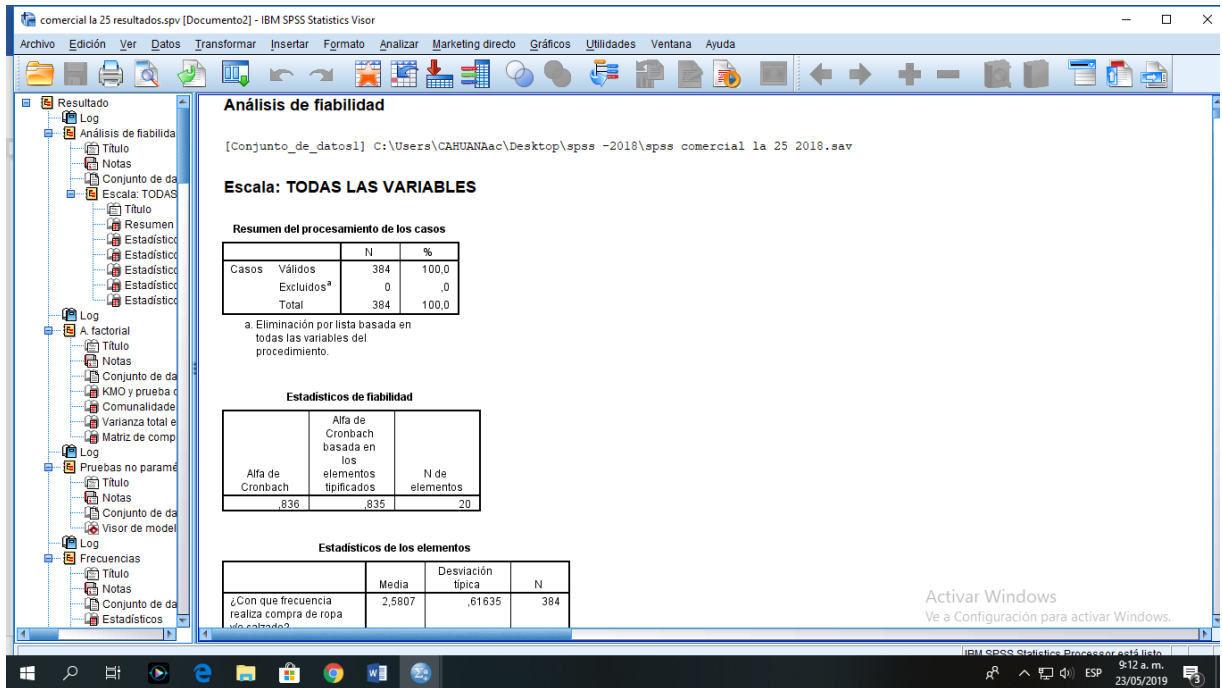 comercial la 25 resultados.spv [Documento2] - IBM SPSS Statistics Visor
Archivo Edición Ver Datos Transformar Insertar Formato Analizar Marketing directo Gráficos Utilidades Ventana Ayuda
Resultado
Log
Análisis de fiabilida
Título
Notas
Conjunto de da
Escala: TODAS
Título
Resumen
Estadístico
Estadístico
Estadístico
Estadístico
Estadístico
Log
A. factorial
Título
Notas
Conjunto de da
KMO y prueba d
Comunalidade
Varianza total e
Matriz de comp
Log
Pruebas no paramé
Título
Notas
Conjunto de da
Visor de model
Log
Frecuencias
Título
Notas
Conjunto de da
Estadísticos
Análisis de fiabilidad
[Conjunto_de_datos1] C:\Users\CAHUANAac\Desktop\spss -2018\spss comercial la 25 2018.sav
Escala: TODAS LAS VARIABLES
Resumen del procesamiento de los casos
N %
Casos Válidos 384 100,0
Excluidosª 0 ,0
Total 384 100,0
a. Eliminación por lista basada en
todas las variables del
procedimiento.
Estadísticos de fiabilidad
Alfa de
Cronbach
Alfa de
Cronbach
basada en
los
elementos
tipificados
N de
elementos
,836 ,835 20
Estadísticos de los elementos
Media
Desviación
típica
N
¿Con que frecuencia
realiza compra de ropa
y/o calzado?
2,5807 ,61635 384
Activar Windows
Ve a Configuración para activar Windows.
IBM SPSS Statistics Processor está listo
ESP
9:12 a. m.
23/05/2019
3